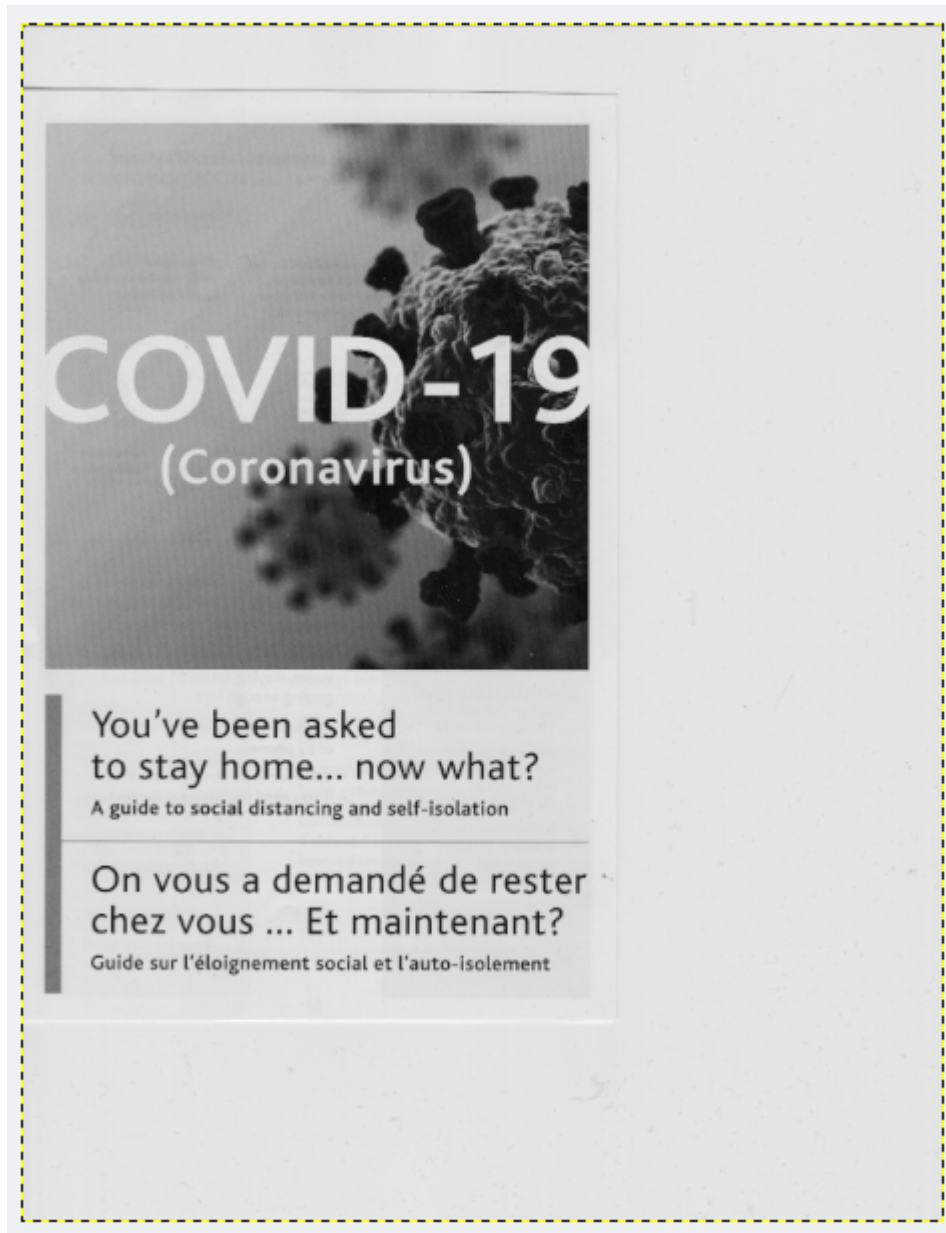 COVID-19
(Coronavirus)
You've been asked
to stay home... now what?
A guide to social distancing and self-isolation
On vous a demandé de rester
chez vous ... Et maintenant?
Guide sur l'éloignement social et l'auto-isolement